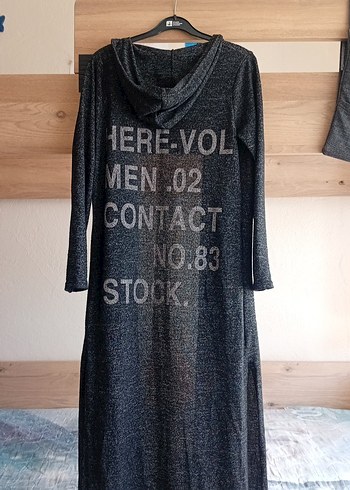 HERE-VOL
MEN .02
CONTACT
NO.83
STOCK.